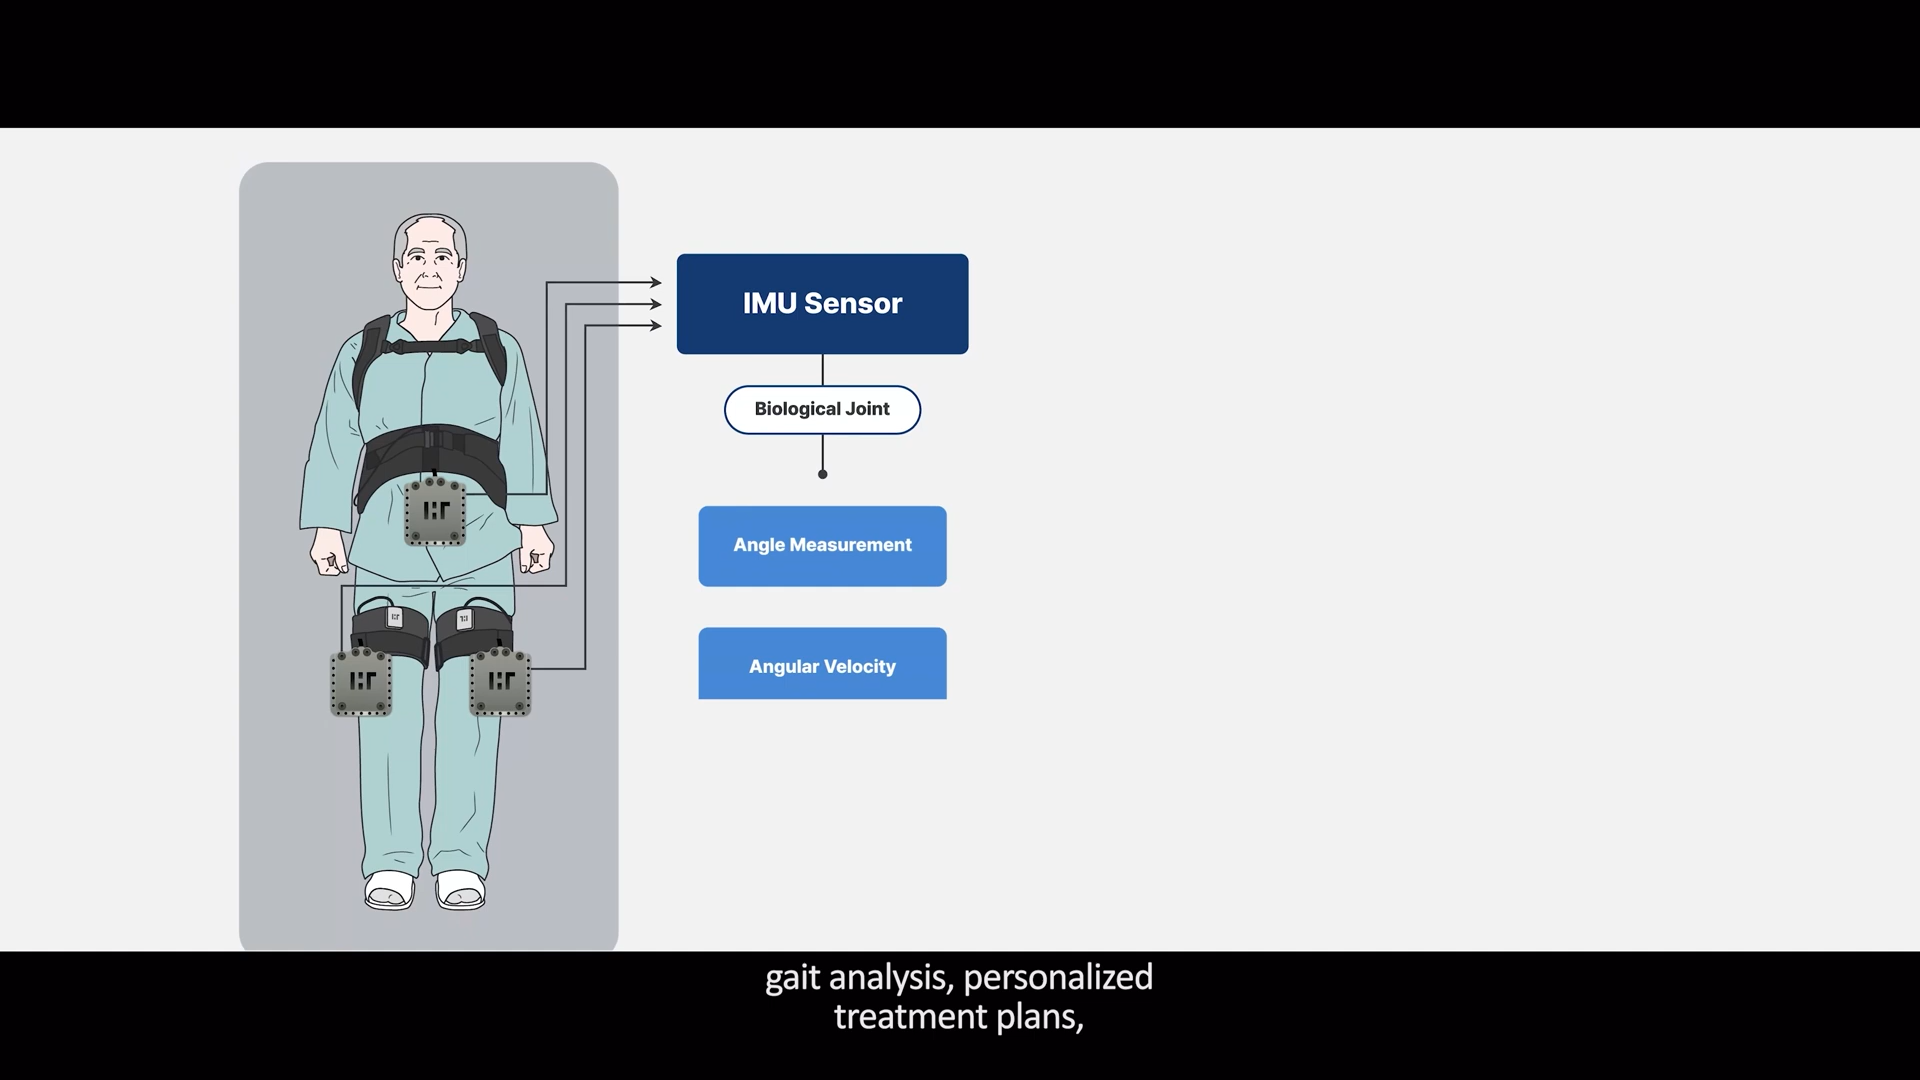 IMU Sensor
Biological Joint
Angle Measurement
Angular Velocity
gait analysis, personalized
treatment plans,